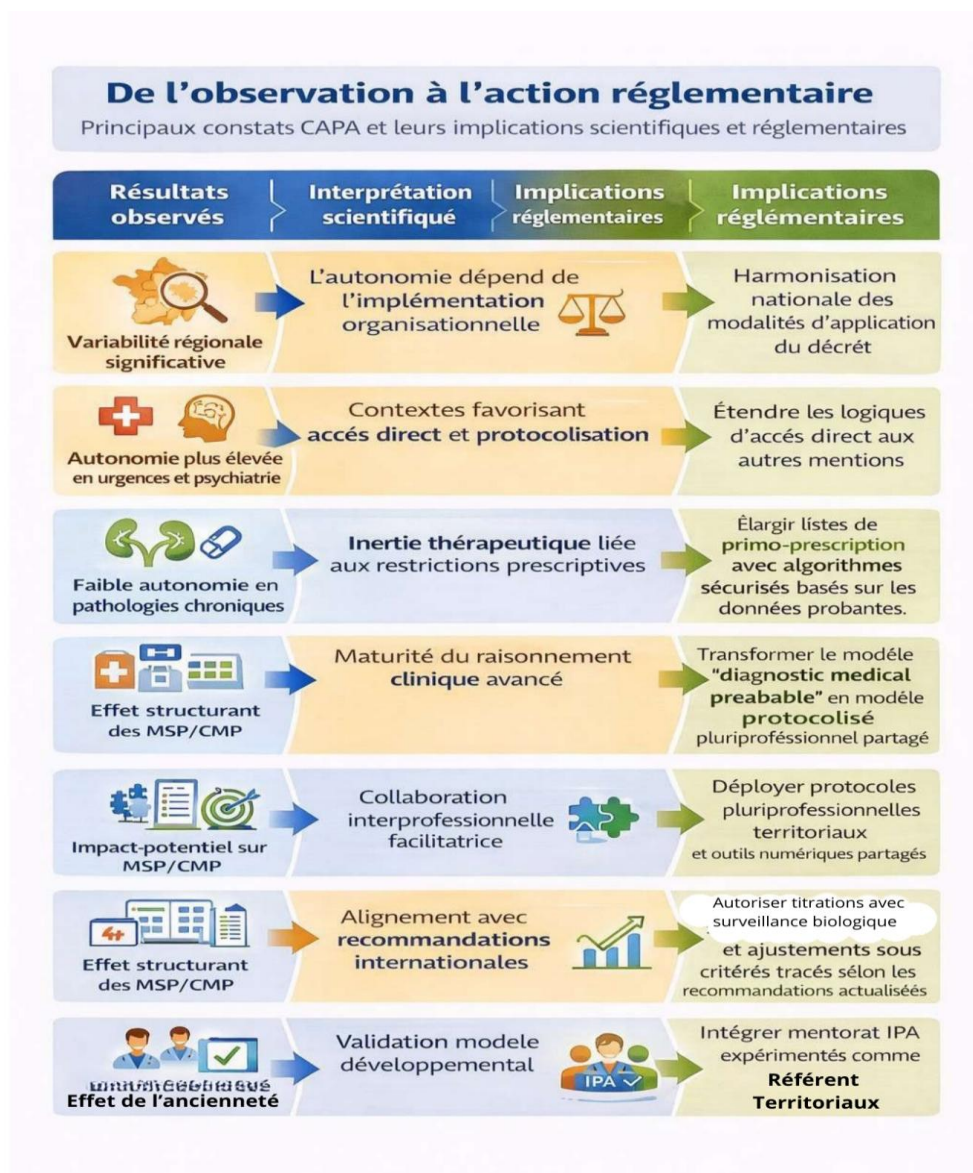 De l’observation à l’action réglementaire
Principaux constats CAPA et leurs implications scientifiques et réglementaires
Résultats
observés
Interprétation
scientifiqué
Implications
réglementaires
Implications
réglémentaires
Variabilité régionale
significative
L’autonomie dépend de
l’implémentation
organisationnelle
Harmonisation
nationale des
modalités d’application
du décrét
Autonomie plus élevée
en urgences et psychiatrie
Contextes favorisant
accés direct et protocolisation
Étendre les logiques
d’accés direct aux
autres mentions
Faible autonomie en
pathologies chroniques
Inertie thérapeutique liée
aux restrictions prescriptives
Êlargir lístes de
primo-prescription
avec algorithmes
sécurisés basés sur les
données probantes.
Effet structurant
des MSP/CMP
Maturité du raisonnement
clinique avancé
Transformer le modéle
"diagnostic medical
preabable" en modéle
protocolisé
pluriproféssionnel partagé
Impact-potentiel sur
MSP/CMP
Collaboration
interprofessionnelle
facilitatrice
Déployer protocoles
pluriprofessionnelles
territoriaux
et outils numériques partagés
4+
Effet structurant
des MSP/CMP
Alignement avec
recommandations
internationales
Autoriser titrations avec
surveillance biologique
et ajustements sous
critérés tracés sélon les
recommandations actualiséés
Effet de l’ancienneté
Validation modele
développemental
IPA
Intégrer mentorat IPA
expérimentés comme
Référent
Territoriaux